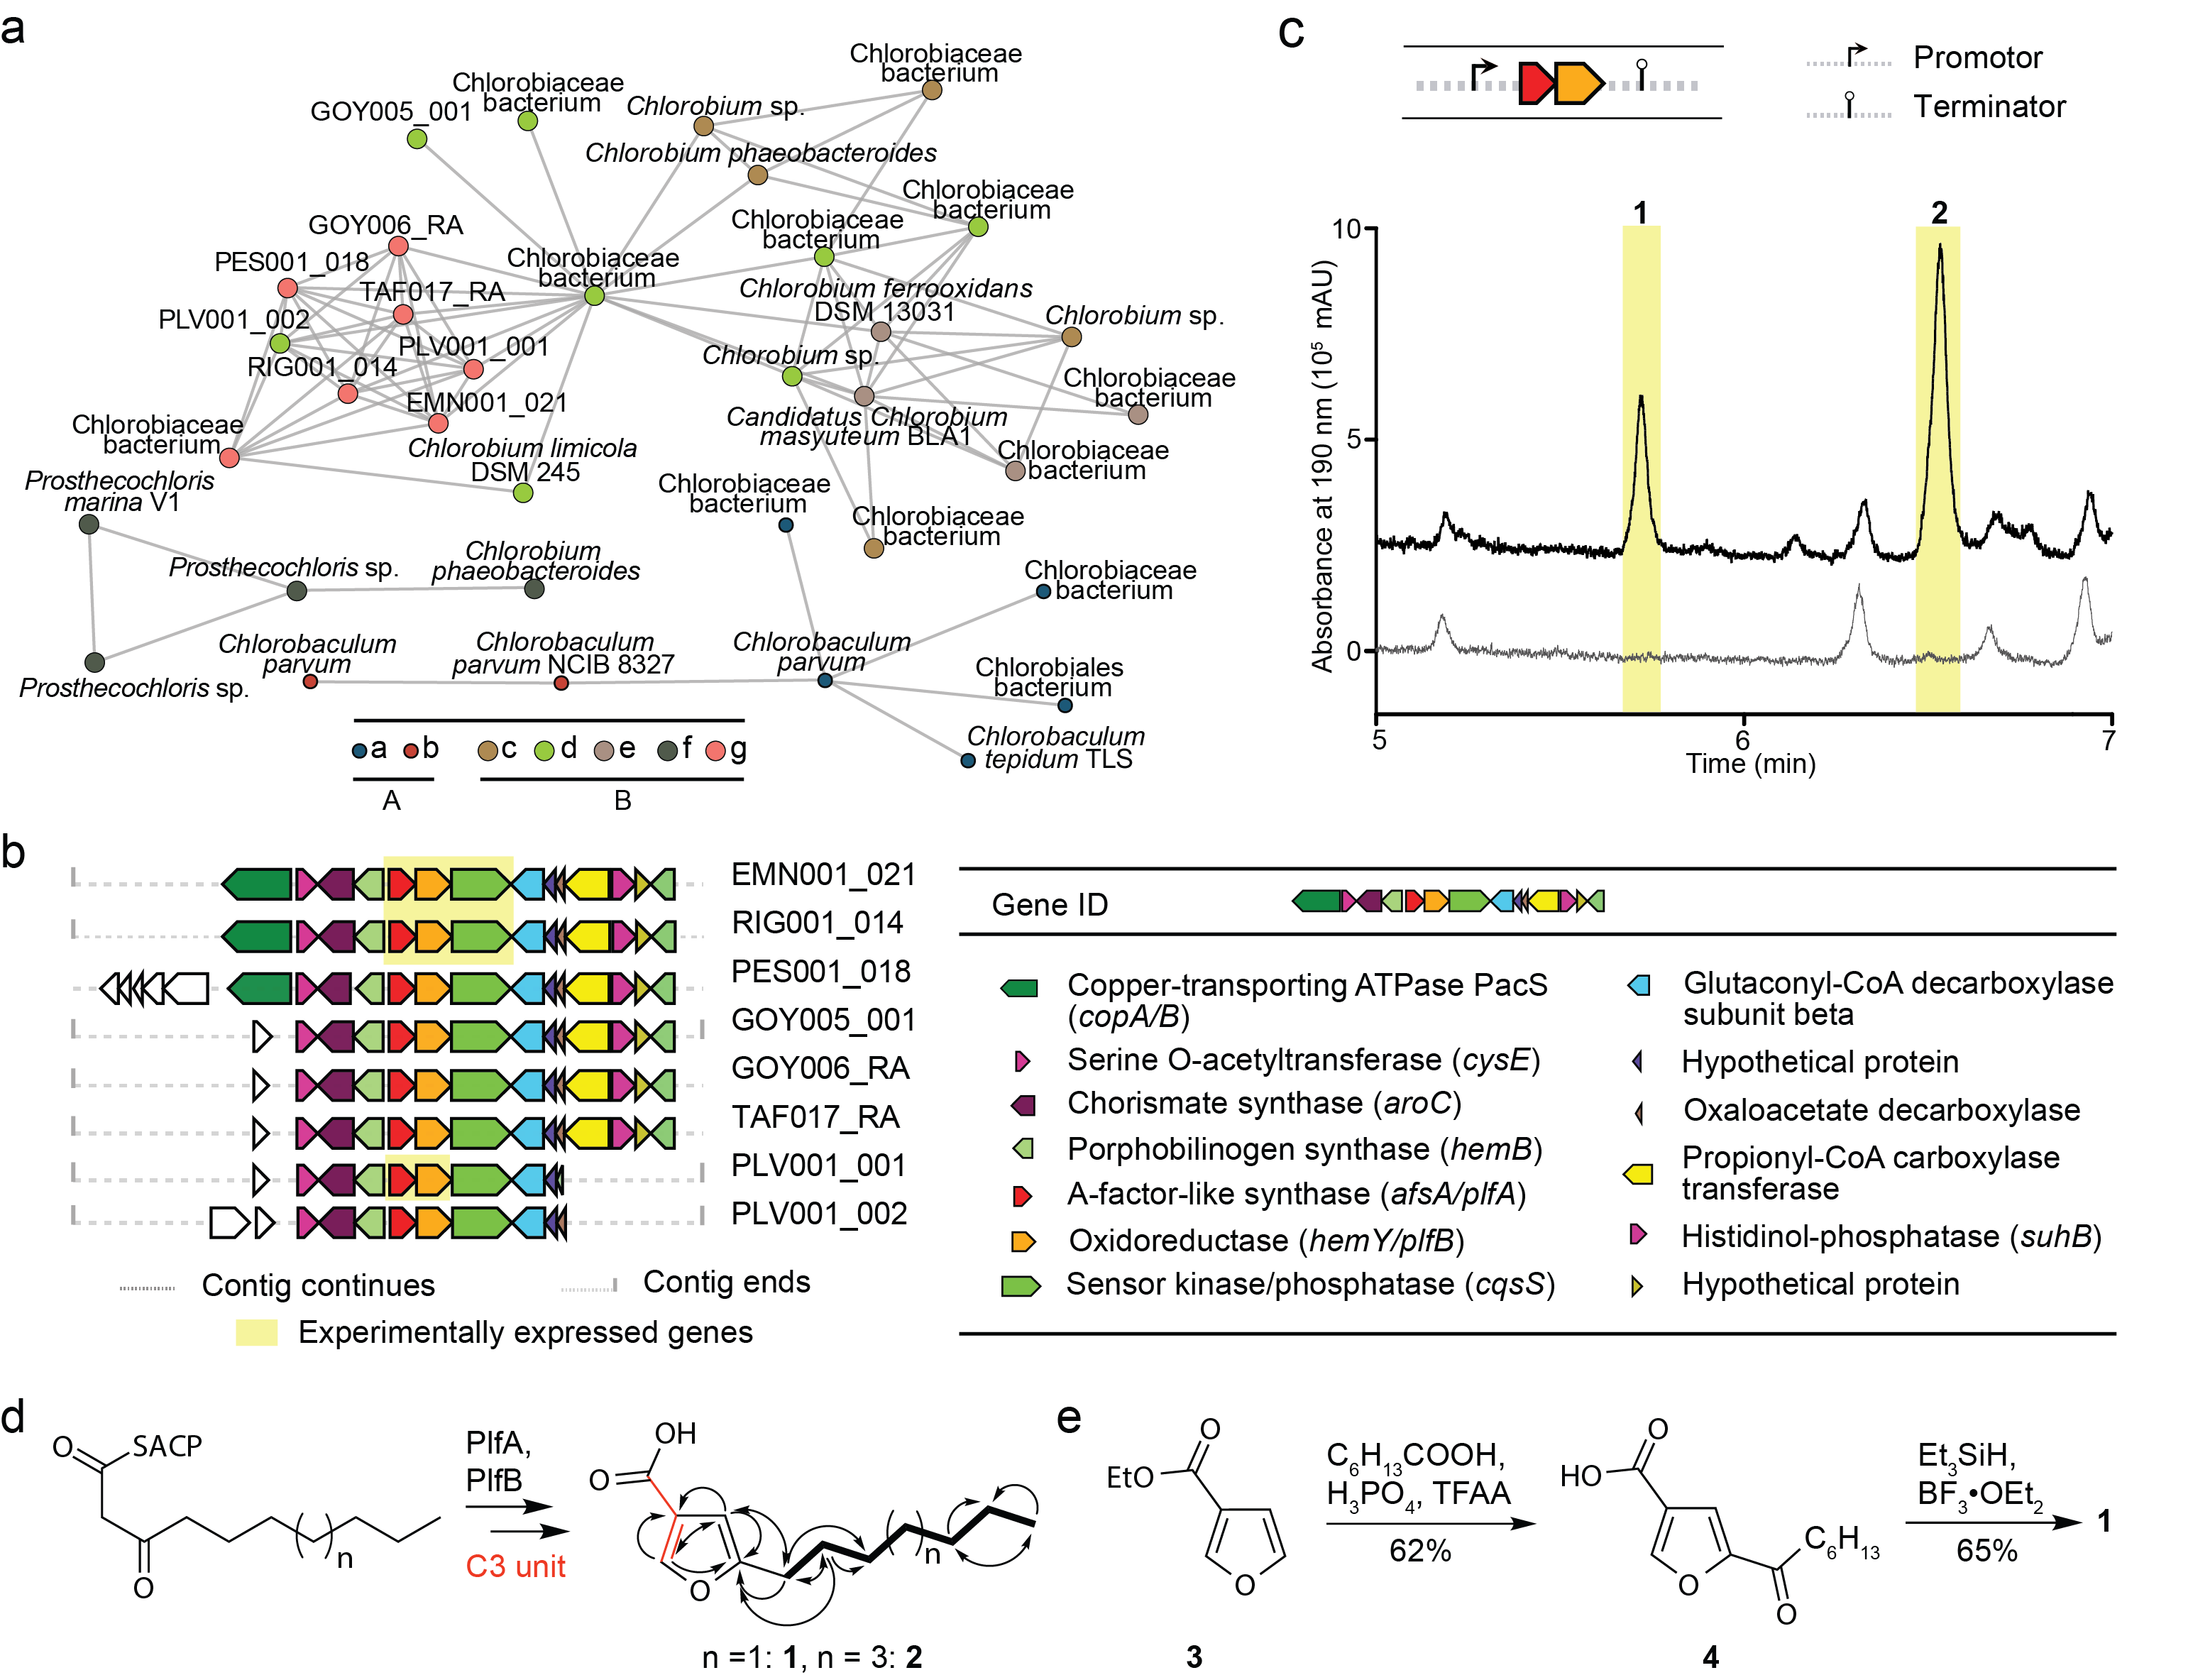 a
Chlorobiaceae
bacterium
Chlorobiaceae
bacterium
GOY005_001
Chlorobium sp.
Chlorobium phaeobacteroides
Chlorobiaceae
bacterium
Chlorobiaceae
bacterium
GOY006_RA
Chlorobiaceae
bacterium
PES001_018
TAF017_RA
Chlorobium ferrooxidans
DSM 13031
PLV001_002
Chlorobium sp.
PLV001_001
Chlorobium sp.
RIG001_014
Chlorobiaceae
bacterium
EMN001_021
Candidatus Chlorobium
masyuteum BLA1
Chlorobiaceae
bacterium
Chlorobium limicola
DSM 245
Chlorobiaceae
bacterium
Prosthecochloris
marina V1
Chlorobiaceae
bacterium
Chlorobiaceae
bacterium
Prosthecochloris sp.
Chlorobium
phaeobacteroides
Chlorobiaceae
bacterium
Chlorobaculum
parvum
Chlorobaculum
parvum NCIB 8327
Chlorobaculum
parvum
Chlorobiales
bacterium
Prosthecochloris sp.
Chlorobaculum
tepidum TLS
a b c d e f g
A B
c
Promotor
Terminator
1 2
10
5
0
Absorbance at 190 nm (10⁵ mAU)
5 6 7
Time (min)
b
EMN001_021
RIG001_014
PES001_018
GOY005_001
GOY006_RA
TAF017_RA
PLV001_001
PLV001_002
Contig continues
Contig ends
Experimentally expressed genes
Gene ID
Copper-transporting ATPase PacS
(copA/B)
Serine O-acetyltransferase (cysE)
Chorismate synthase (aroC)
Porphobilinogen synthase (hemB)
A-factor-like synthase (afsA/plfA)
Oxidoreductase (hemY/plfB)
Sensor kinase/phosphatase (cqsS)
Glutaconyl-CoA decarboxylase
subunit beta
Hypothetical protein
Oxaloacetate decarboxylase
Propionyl-CoA carboxylase
transferase
Histidinol-phosphatase (suhB)
Hypothetical protein
d
O
SACP
O
n
PlfA,
PlfB
C3 unit
OH
O
O
n
n =1: 1, n = 3: 2
e
O
EtO
O
3
C₆H₁₃COOH,
H₃PO₄, TFAA
62%
O
HO
O
C₆H₁₃
O
4
Et₃SiH,
BF₃•OEt₂
65%
1